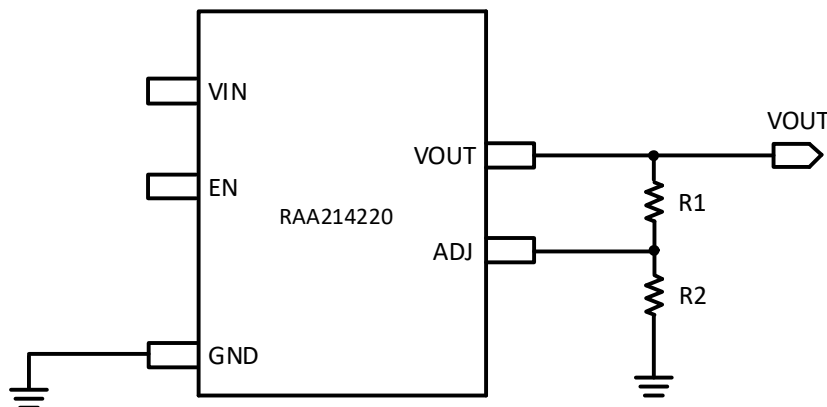 VIN
VOUT
VOUT
EN
R1
RAA214220
ADJ
R2
GND